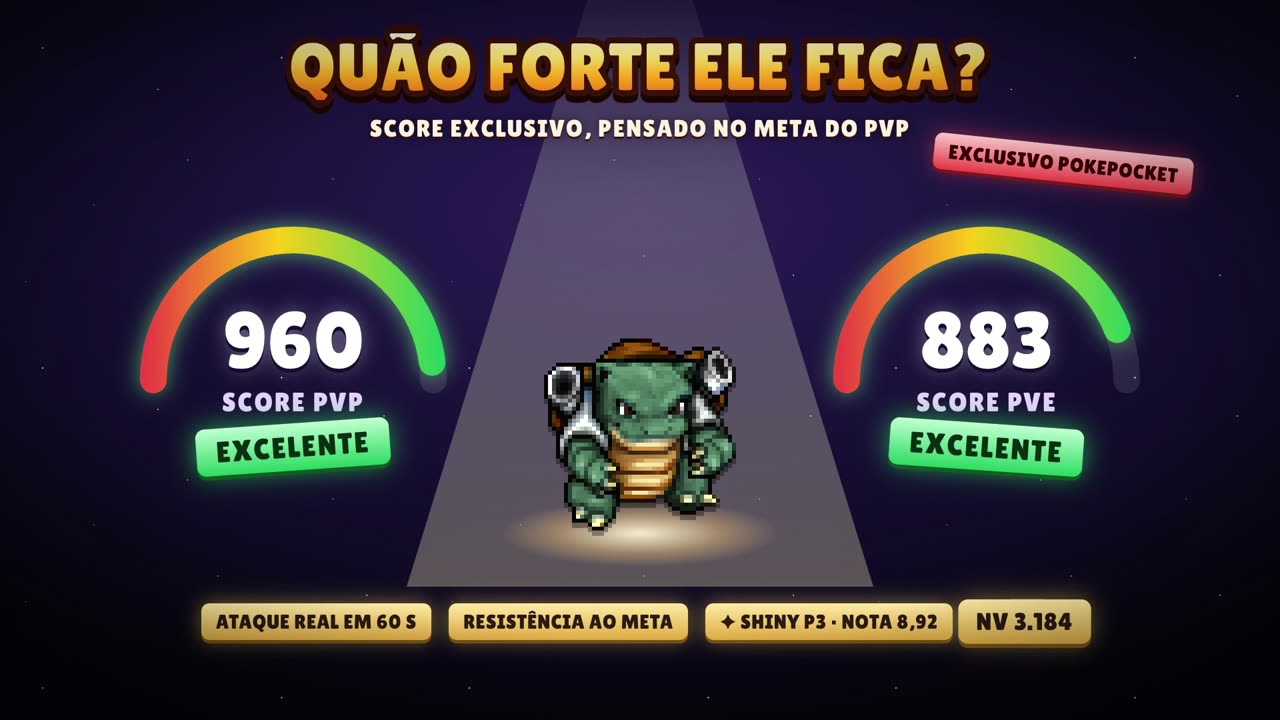 QUÃO FORTE ELE FICA?
SCORE EXCLUSIVO, PENSADO NO META DO PVP
EXCLUSIVO POKEPOCKET
960
SCORE PVP
EXCELENTE
883
SCORE PVE
EXCELENTE
ATAQUE REAL EM 60 S
RESISTÊNCIA AO META
✦ SHINY P3 · NOTA 8,92
NV 3.184